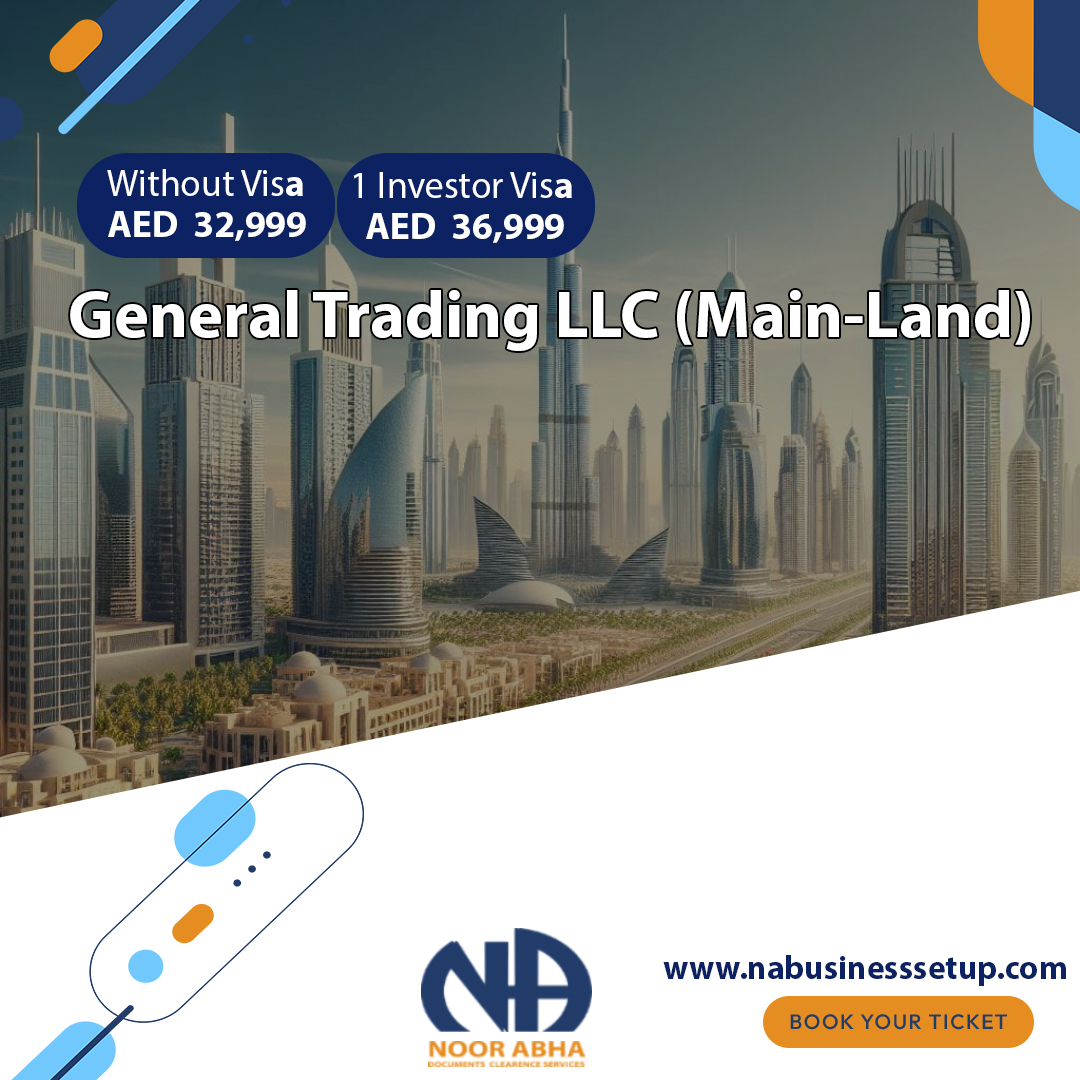 Without Visa
AED 32,999
1 Investor Visa
AED 36,999
General Trading LLC (Main-Land)
NA
NOOR ABHA
DOCUMENTS CLEARENCE SERVICES
www.nabusinesssetup.com
BOOK YOUR TICKET